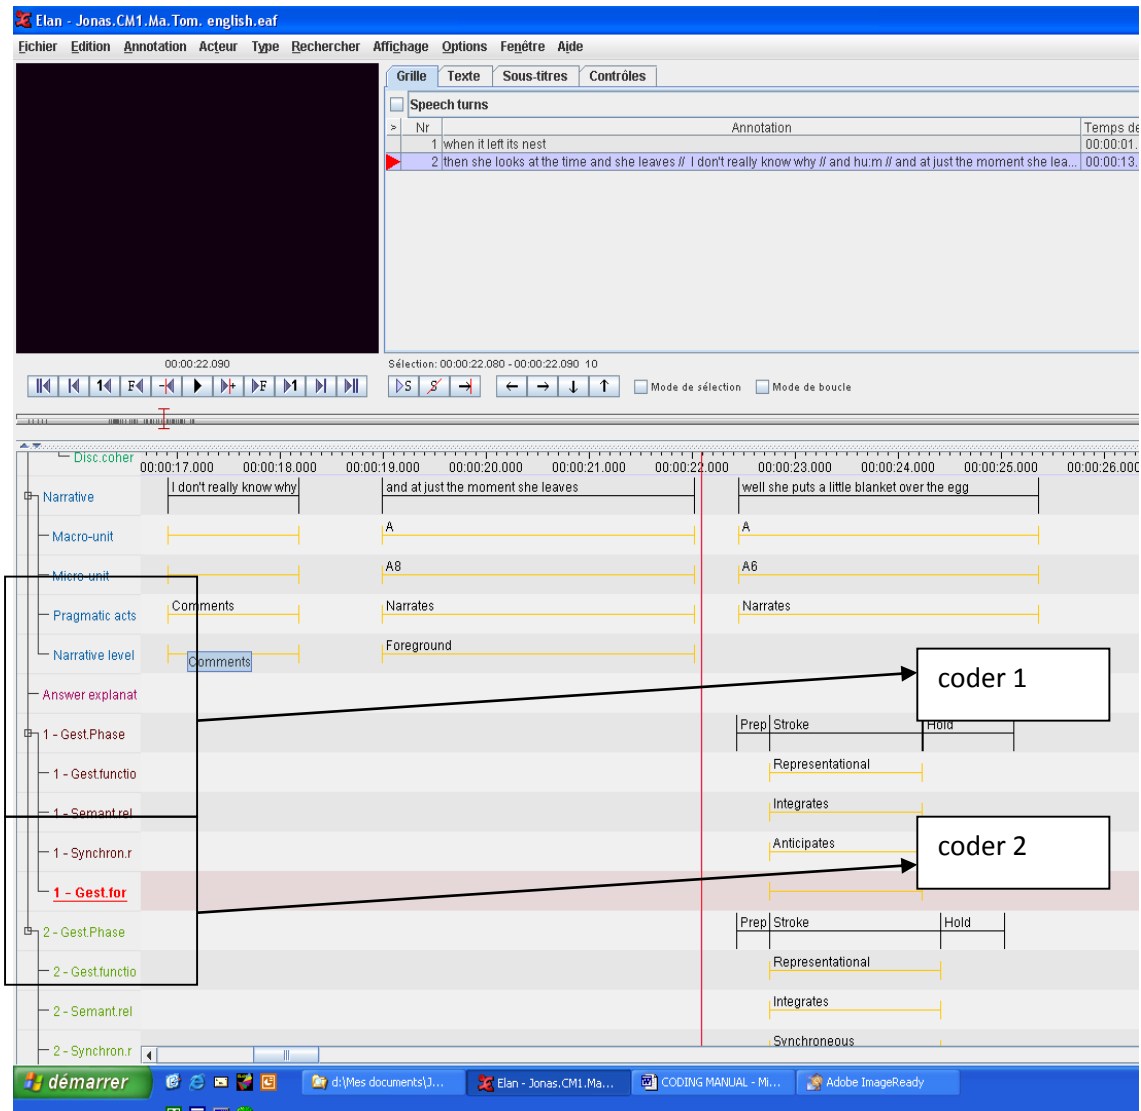 Elan - Jonas.CM1.Ma.Tom. english.eaf
Fichier Edition Annotation Acteur Type Rechercher Affichage Options Fenêtre Aide
Grille Texte Sous-titres Contrôles
Speech turns
> Nr Annotation Temps de
1 when it left its nest 00:00:01.
2 then she looks at the time and she leaves // I don't really know why // and hu:m // and at just the moment she lea... 00:00:13.
00:00:22.090
Sélection: 00:00:22.080 - 00:00:22.090 10
1 F F 1 S S Mode de sélection Mode de boucle
Disc.coher
00:00:17.000 00:00:18.000 00:00:19.000 00:00:20.000 00:00:21.000 00:00:22.000 00:00:23.000 00:00:24.000 00:00:25.000 00:00:26.000
Narrative I don't really know why and at just the moment she leaves well she puts a little blanket over the egg
Macro-unit A A
Micro-unit A8 A6
Pragmatic acts Comments Narrates Narrates
Narrative level Foreground
Comments
coder 1
Answer explanat
1 - Gest.Phase Prep Stroke Hold
1 - Gest.functio Representational
1 - Semant.rel Integrates
1 - Synchron.r Anticipates
coder 2
1 - Gest.for
2 - Gest.Phase Prep Stroke Hold
2 - Gest.functio Representational
2 - Semant.rel Integrates
2 - Synchron.r Synchroneous
démarrer d:\Mes documents\J... Elan - Jonas.CM1.Ma... CODING MANUAL - Mi... Adobe ImageReady